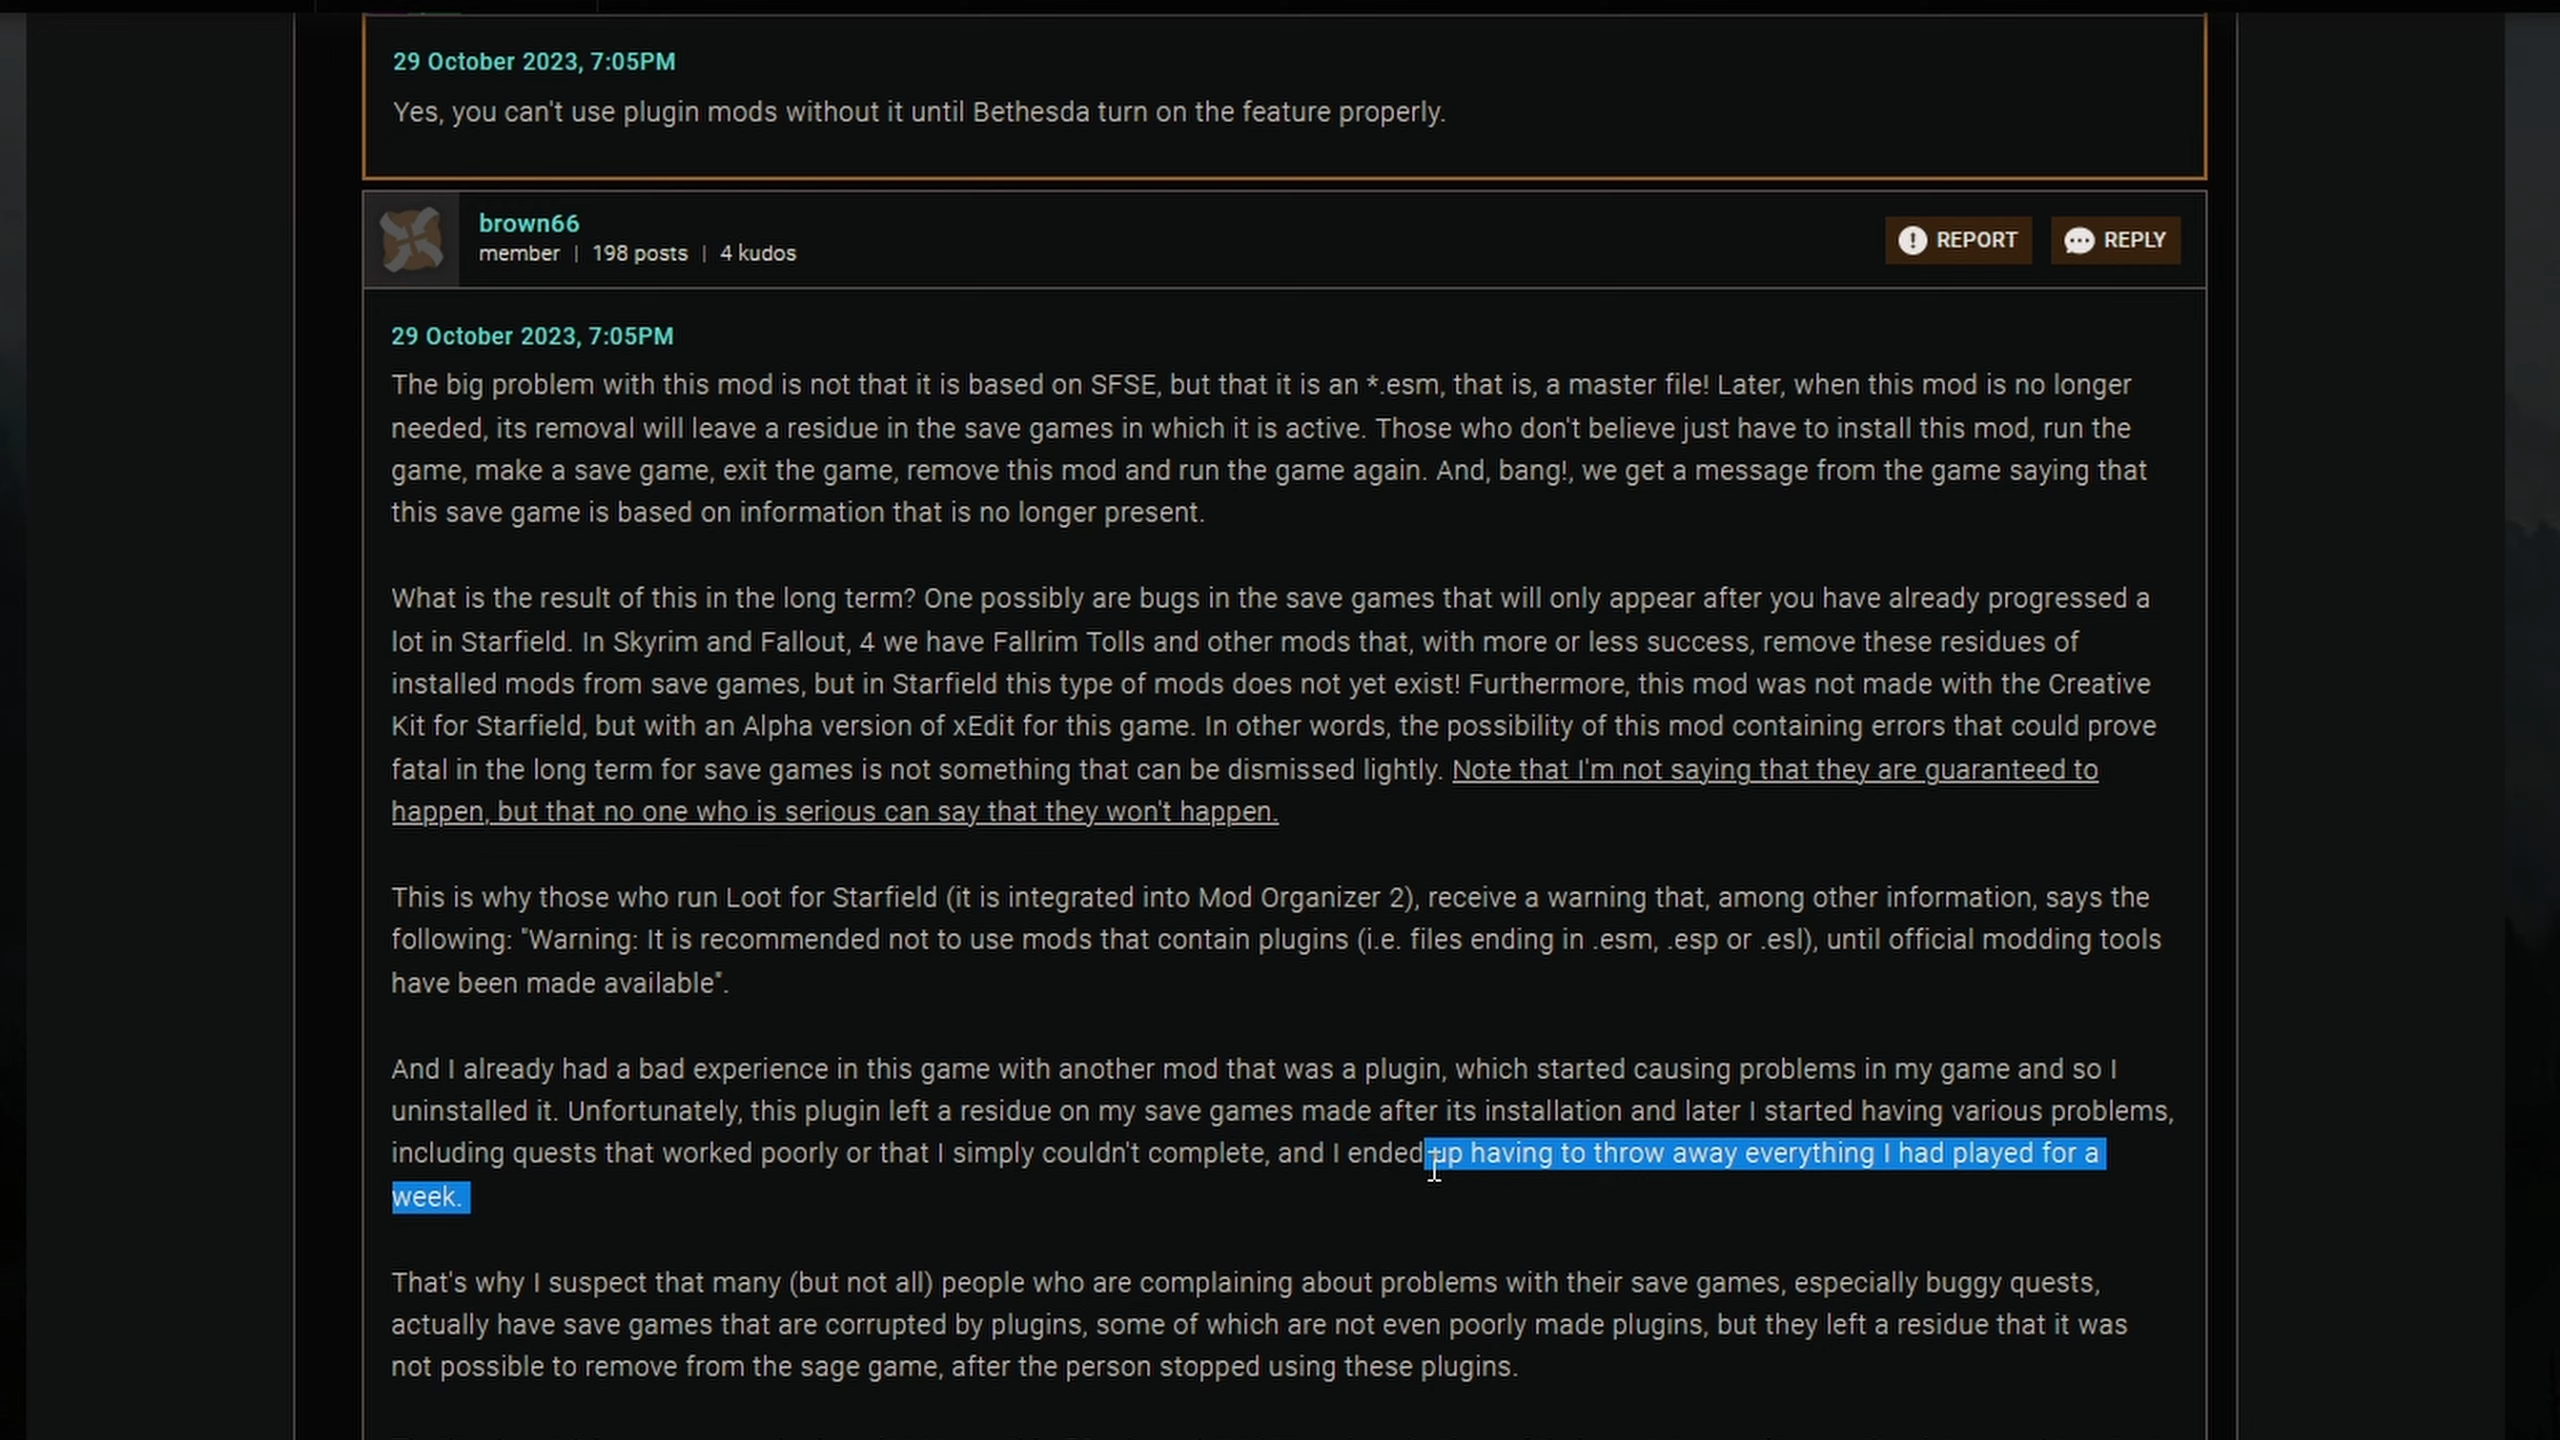 29 October 2023, 7:05PM
Yes, you can't use plugin mods without it until Bethesda turn on the feature properly.
brown66
member | 198 posts | 4 kudos
REPORT
REPLY
29 October 2023, 7:05PM
The big problem with this mod is not that it is based on SFSE, but that it is an *.esm, that is, a master file! Later, when this mod is no longer
needed, its removal will leave a residue in the save games in which it is active. Those who don't believe just have to install this mod, run the
game, make a save game, exit the game, remove this mod and run the game again. And, bang!, we get a message from the game saying that
this save game is based on information that is no longer present.
What is the result of this in the long term? One possibly are bugs in the save games that will only appear after you have already progressed a
lot in Starfield. In Skyrim and Fallout, 4 we have Fallrim Tolls and other mods that, with more or less success, remove these residues of
installed mods from save games, but in Starfield this type of mods does not yet exist! Furthermore, this mod was not made with the Creative
Kit for Starfield, but with an Alpha version of xEdit for this game. In other words, the possibility of this mod containing errors that could prove
fatal in the long term for save games is not something that can be dismissed lightly. Note that I'm not saying that they are guaranteed to
happen, but that no one who is serious can say that they won't happen.
This is why those who run Loot for Starfield (it is integrated into Mod Organizer 2), receive a warning that, among other information, says the
following: "Warning: It is recommended not to use mods that contain plugins (i.e. files ending in .esm, .esp or .esl), until official modding tools
have been made available".
And I already had a bad experience in this game with another mod that was a plugin, which started causing problems in my game and so I
uninstalled it. Unfortunately, this plugin left a residue on my save games made after its installation and later I started having various problems,
including quests that worked poorly or that I simply couldn't complete, and I ended up having to throw away everything I had played for a
week.
That's why I suspect that many (but not all) people who are complaining about problems with their save games, especially buggy quests,
actually have save games that are corrupted by plugins, some of which are not even poorly made plugins, but they left a residue that it was
not possible to remove from the sage game, after the person stopped using these plugins.